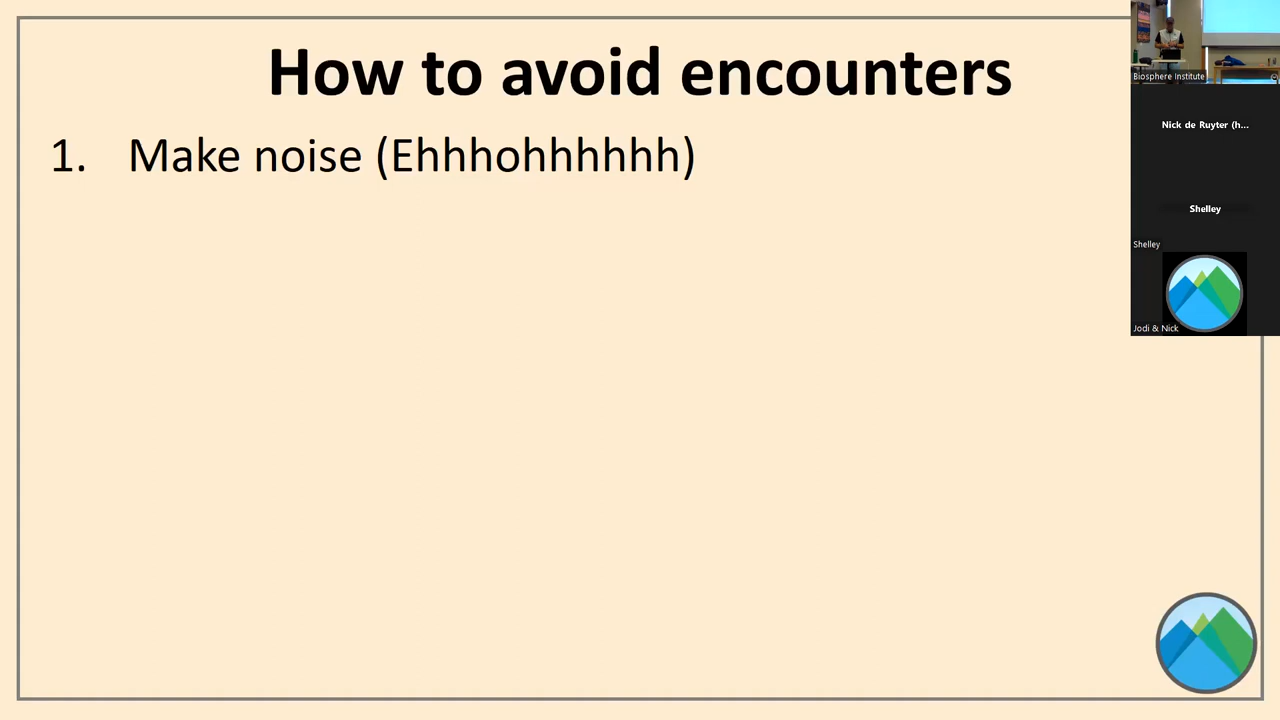 How to avoid encounters
1. Make noise (Ehhhohhhhhh)
Biosphere Institute
Nick de Ruyter (h...
Shelley
Shelley
Jodi & Nick